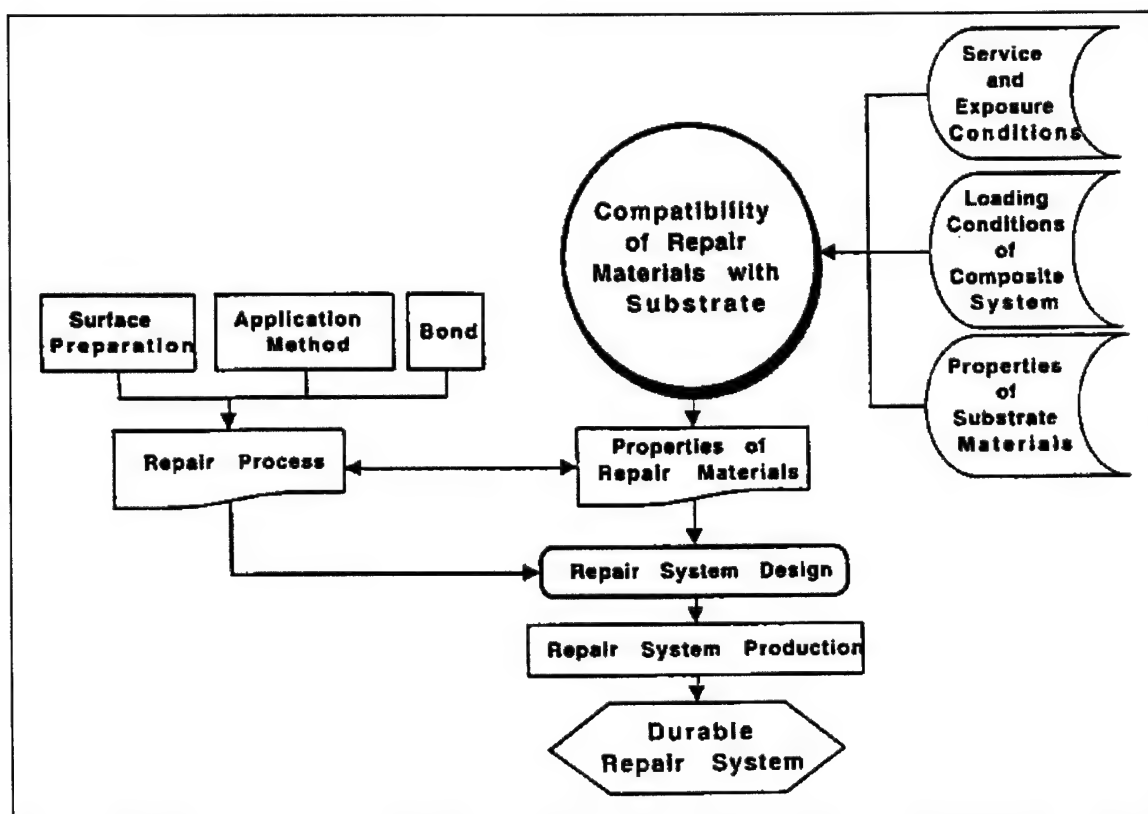 Service
and
Exposure
Conditions
Compatibility
of Repair
Materials with
Substrate
Loading
Conditions
of
Composite
System
Surface
Preparation
Application
Method
Bond
Properties
of
Substrate
Materials
Repair Process
Properties of
Repair Materials
Repair System Design
Repair System Production
Durable
Repair System